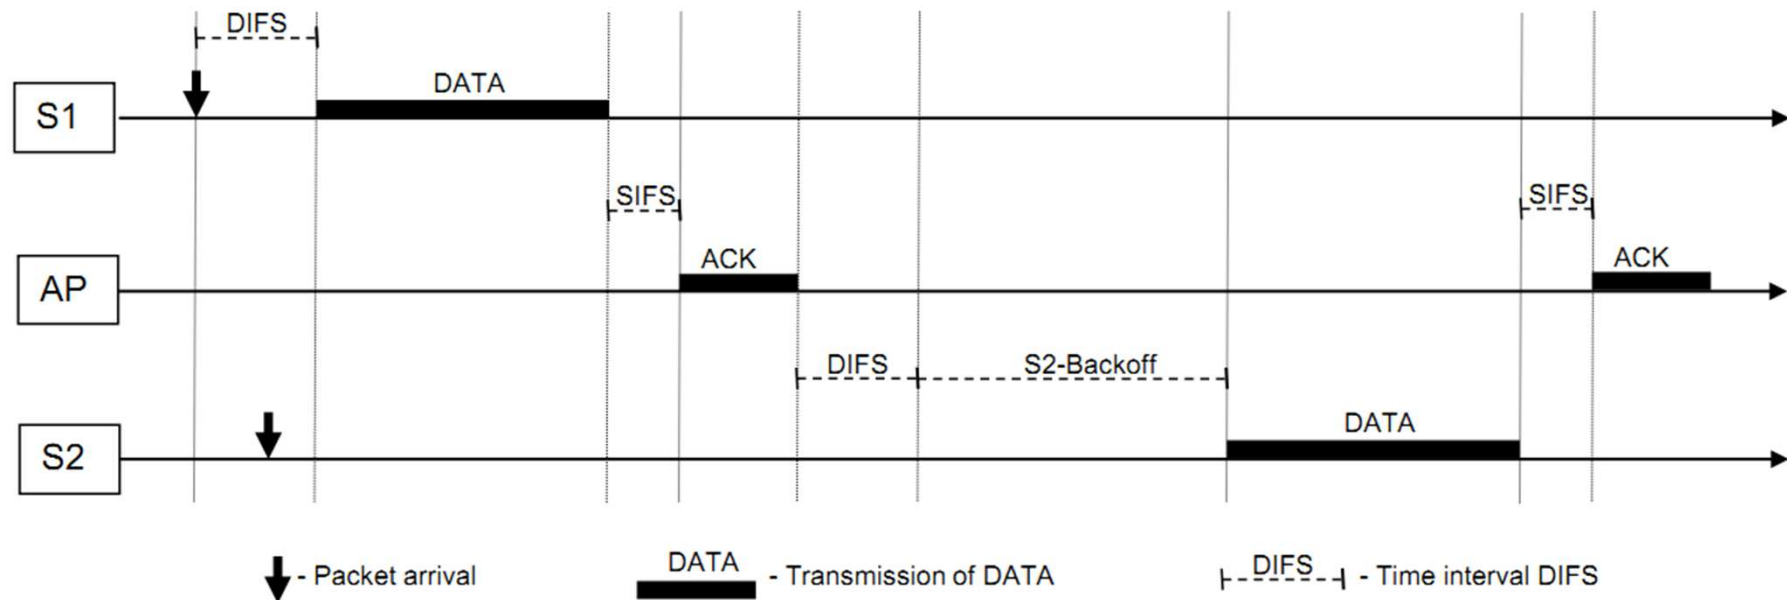 DIFS
DATA
S1
SIFS
SIFS
ACK
ACK
AP
DIFS
S2-Backoff
DATA
S2
- Packet arrival
DATA
- Transmission of DATA
DIFS
- Time interval DIFS